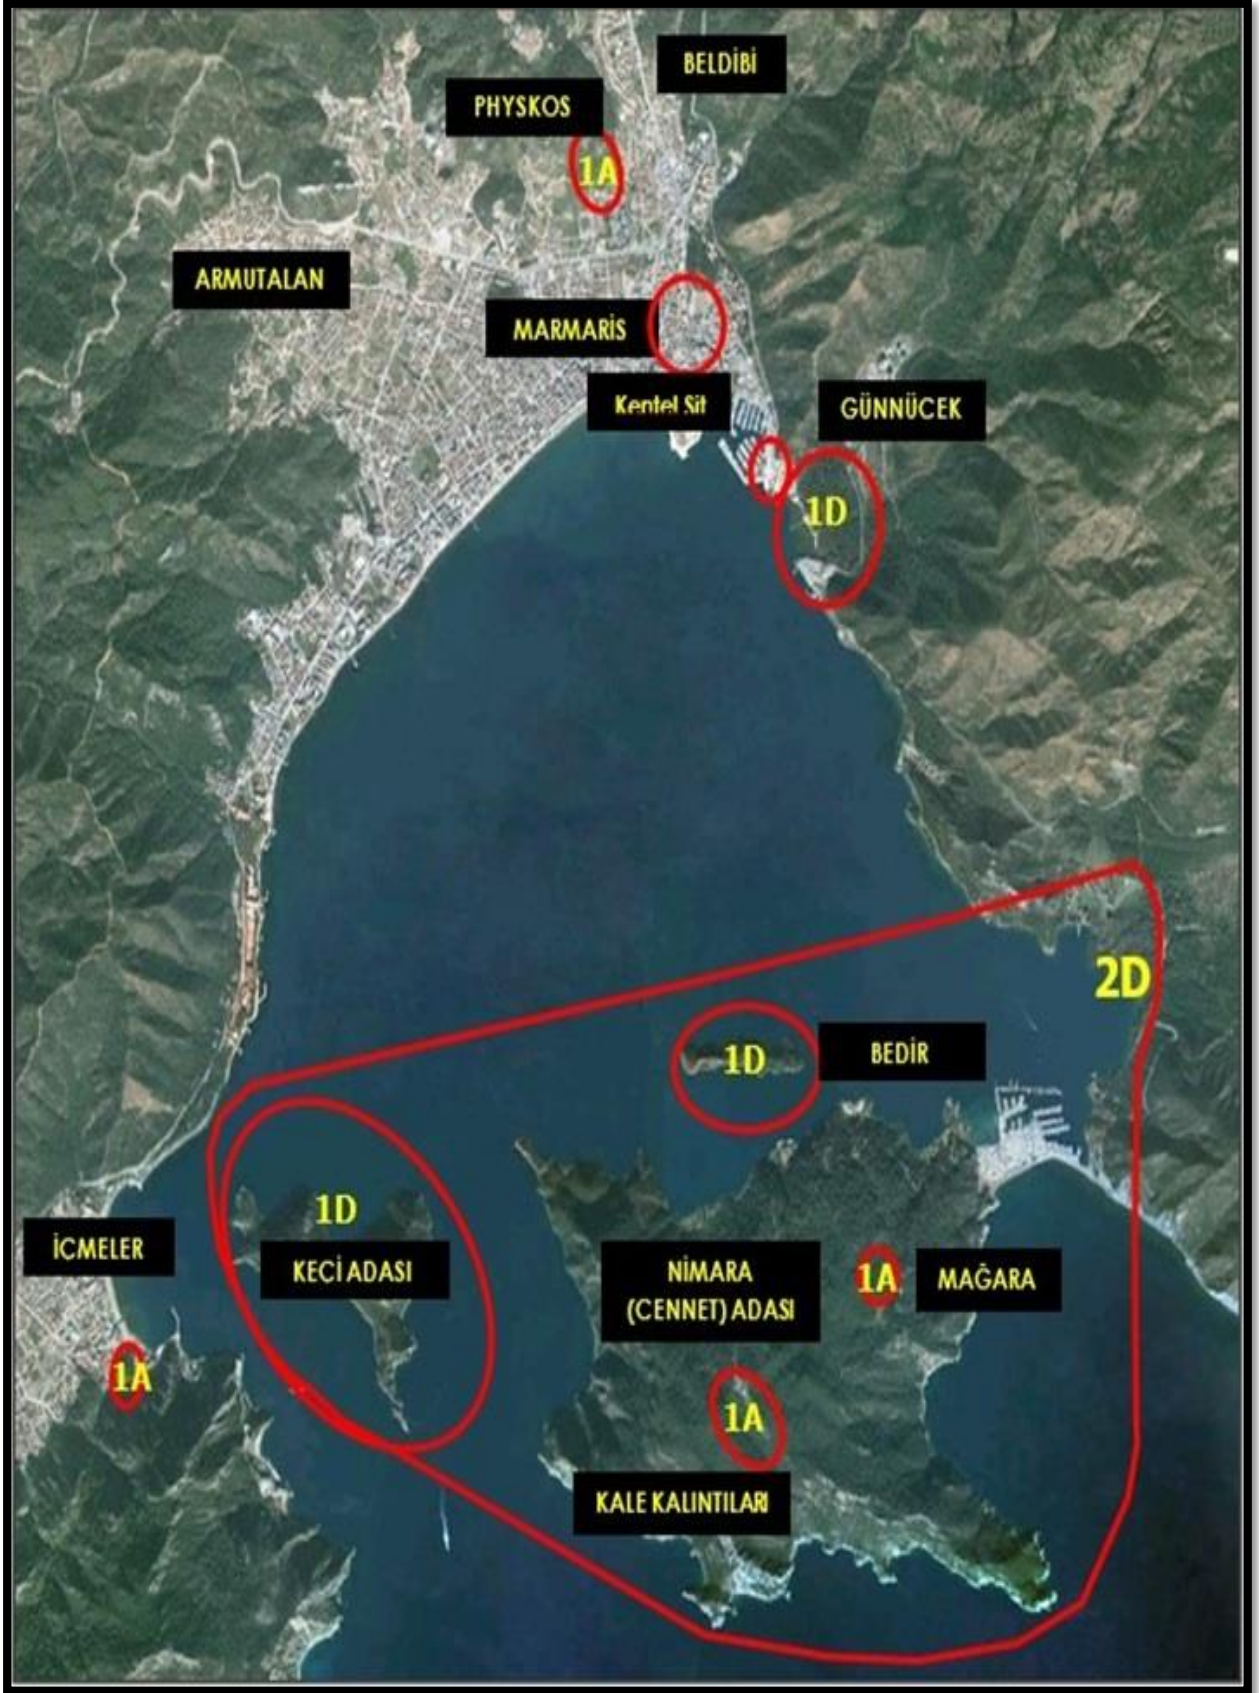 BELDİBİ
PHYSKOS
1A
ARMUTALAN
MARMARİS
Kentel Sit
GÜNNÜCEK
1D
2D
1D
BEDİR
1D
KECİ ADASI
İCMELER
1A
NİMARA
(CENNET) ADASI
1A
MAĞARA
1A
KALE KALINTILARI